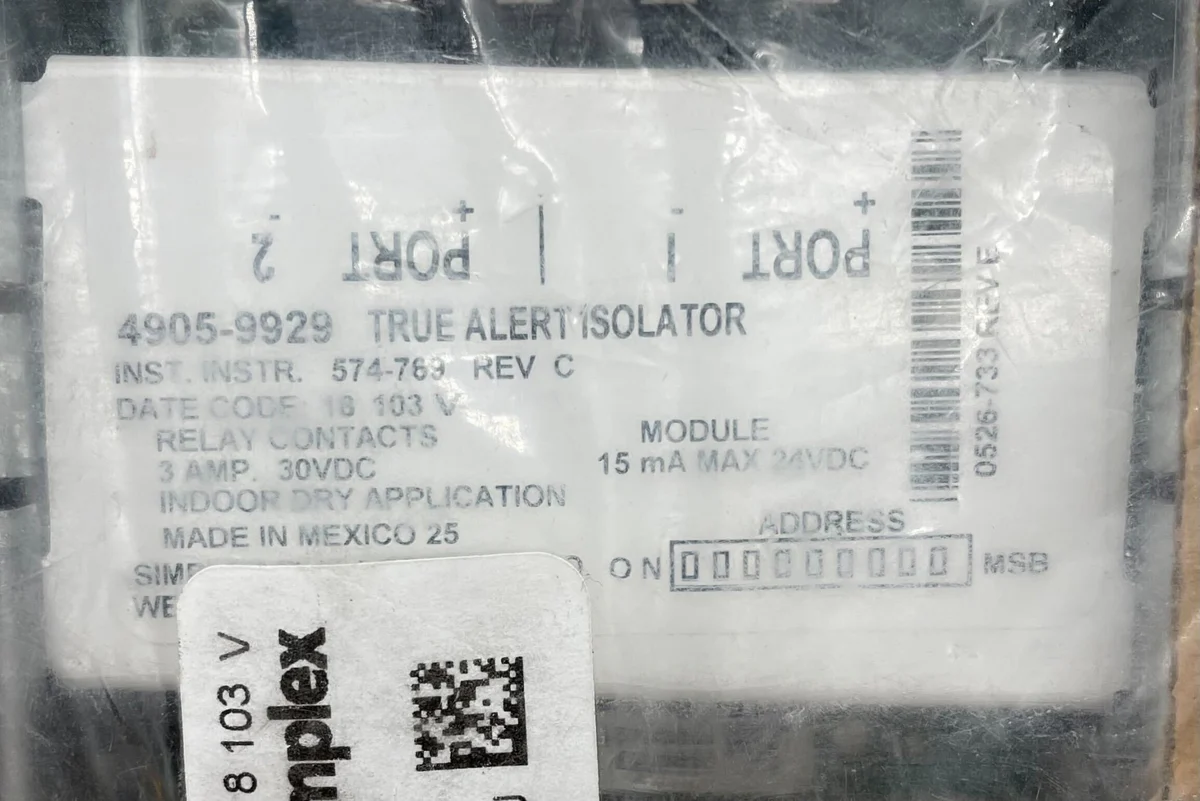 2 - PORT + | 1 - PORT +
4905-9929 TRUE ALERT ISOLATOR
INST. INSTR. 574-769 REV C
DATE CODE: 18 103 V
RELAY CONTACTS
3 AMP. 30VDC
INDOOR DRY APPLICATION
MADE IN MEXICO 25
MODULE
15 mA MAX 24VDC
ADDRESS
ON MSB
0526-733 REV E
8 103 V
mplex